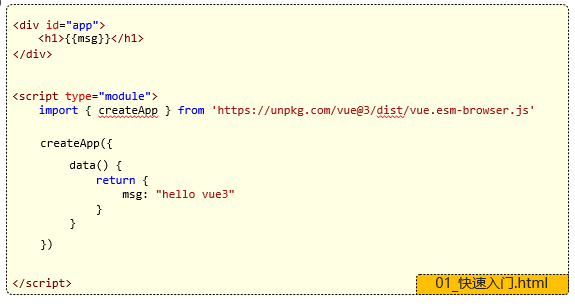 <div id="app">
    <h1>{{msg}}</h1>
</div>
<script type="module">
    import { createApp } from 'https://unpkg.com/vue@3/dist/vue.esm-browser.js'
    createApp({
        data() {
            return {
                msg: "hello vue3"
            }
        }
    })
</script>
01_快速入门.html